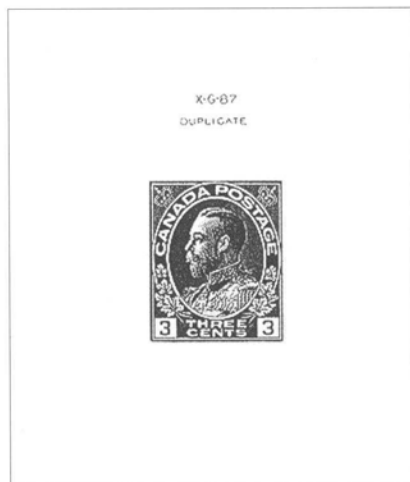 X-G-87
DUPLICATE
CANADA POSTAGE
3 THREE 3
CENTS